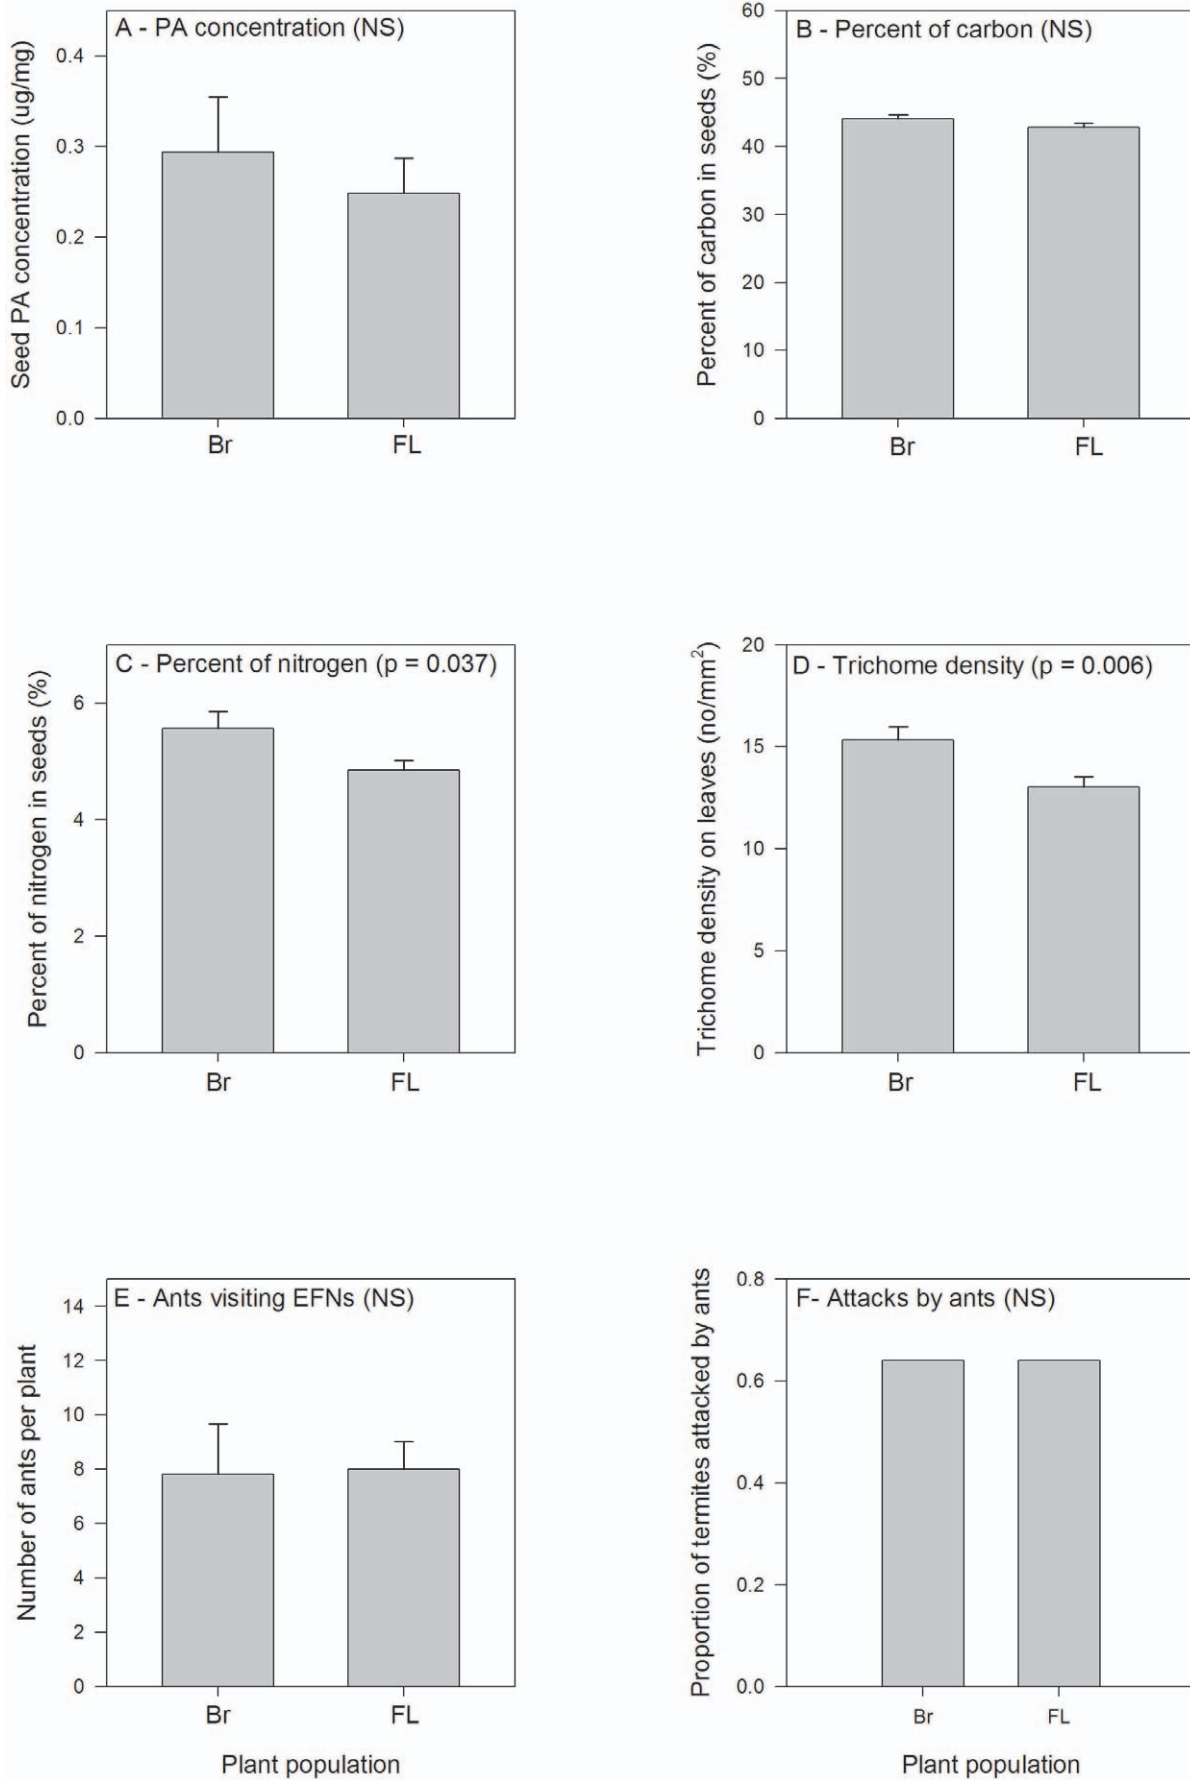 A - PA concentration (NS)
Seed PA concentration (ug/mg)
0.4
0.3
0.2
0.1
0.0
Br FL
B - Percent of carbon (NS)
Percent of carbon in seeds (%)
60
50
40
30
20
10
0
Br FL
C - Percent of nitrogen (p = 0.037)
Percent of nitrogen in seeds (%)
6
4
2
0
Br FL
D - Trichome density (p = 0.006)
Trichome density on leaves (no/mm²)
20
15
10
5
0
Br FL
E - Ants visiting EFNs (NS)
Number of ants per plant
14
12
10
8
6
4
2
0
Br FL
Plant population
F- Attacks by ants (NS)
Proportion of termites attacked by ants
0.8
0.6
0.4
0.2
0.0
Br FL
Plant population